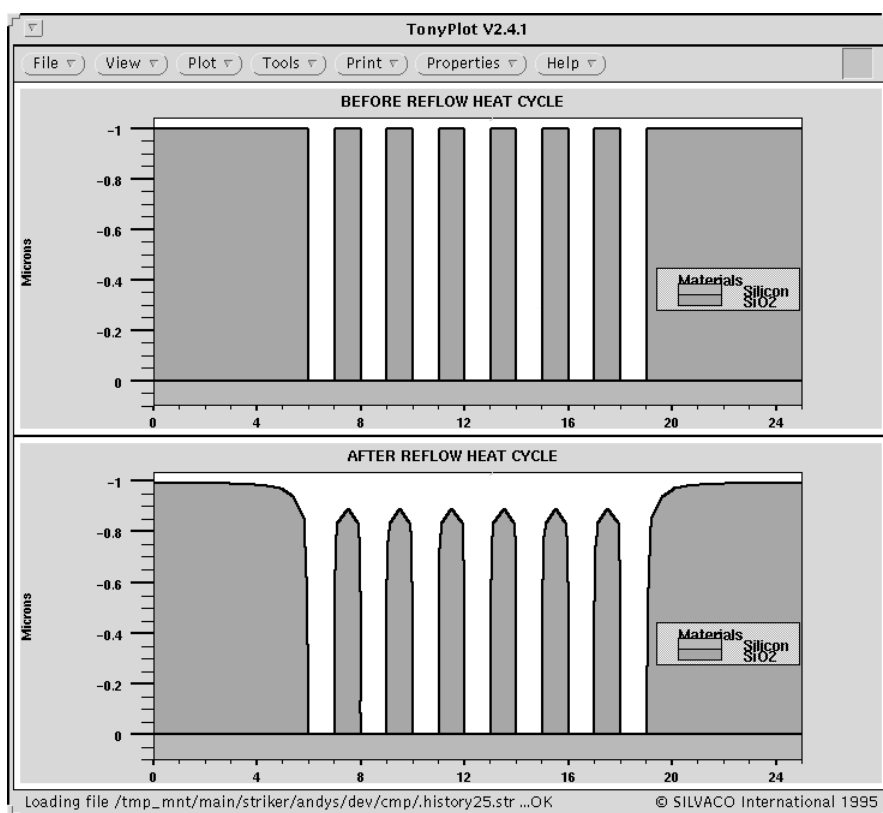 TonyPlot V2.4.1
File View Plot Tools Print Properties Help
BEFORE REFLOW HEAT CYCLE
Microns
-1
-0.8
-0.6
-0.4
-0.2
0
0 4 8 12 16 20 24
Materials
Silicon
SiO2
AFTER REFLOW HEAT CYCLE
Microns
-1
-0.8
-0.6
-0.4
-0.2
0
0 4 8 12 16 20 24
Materials
Silicon
SiO2
Loading file /tmp_mnt/main/striker/andys/dev/cmp/.history25.str ...OK © SILVACO International 1995